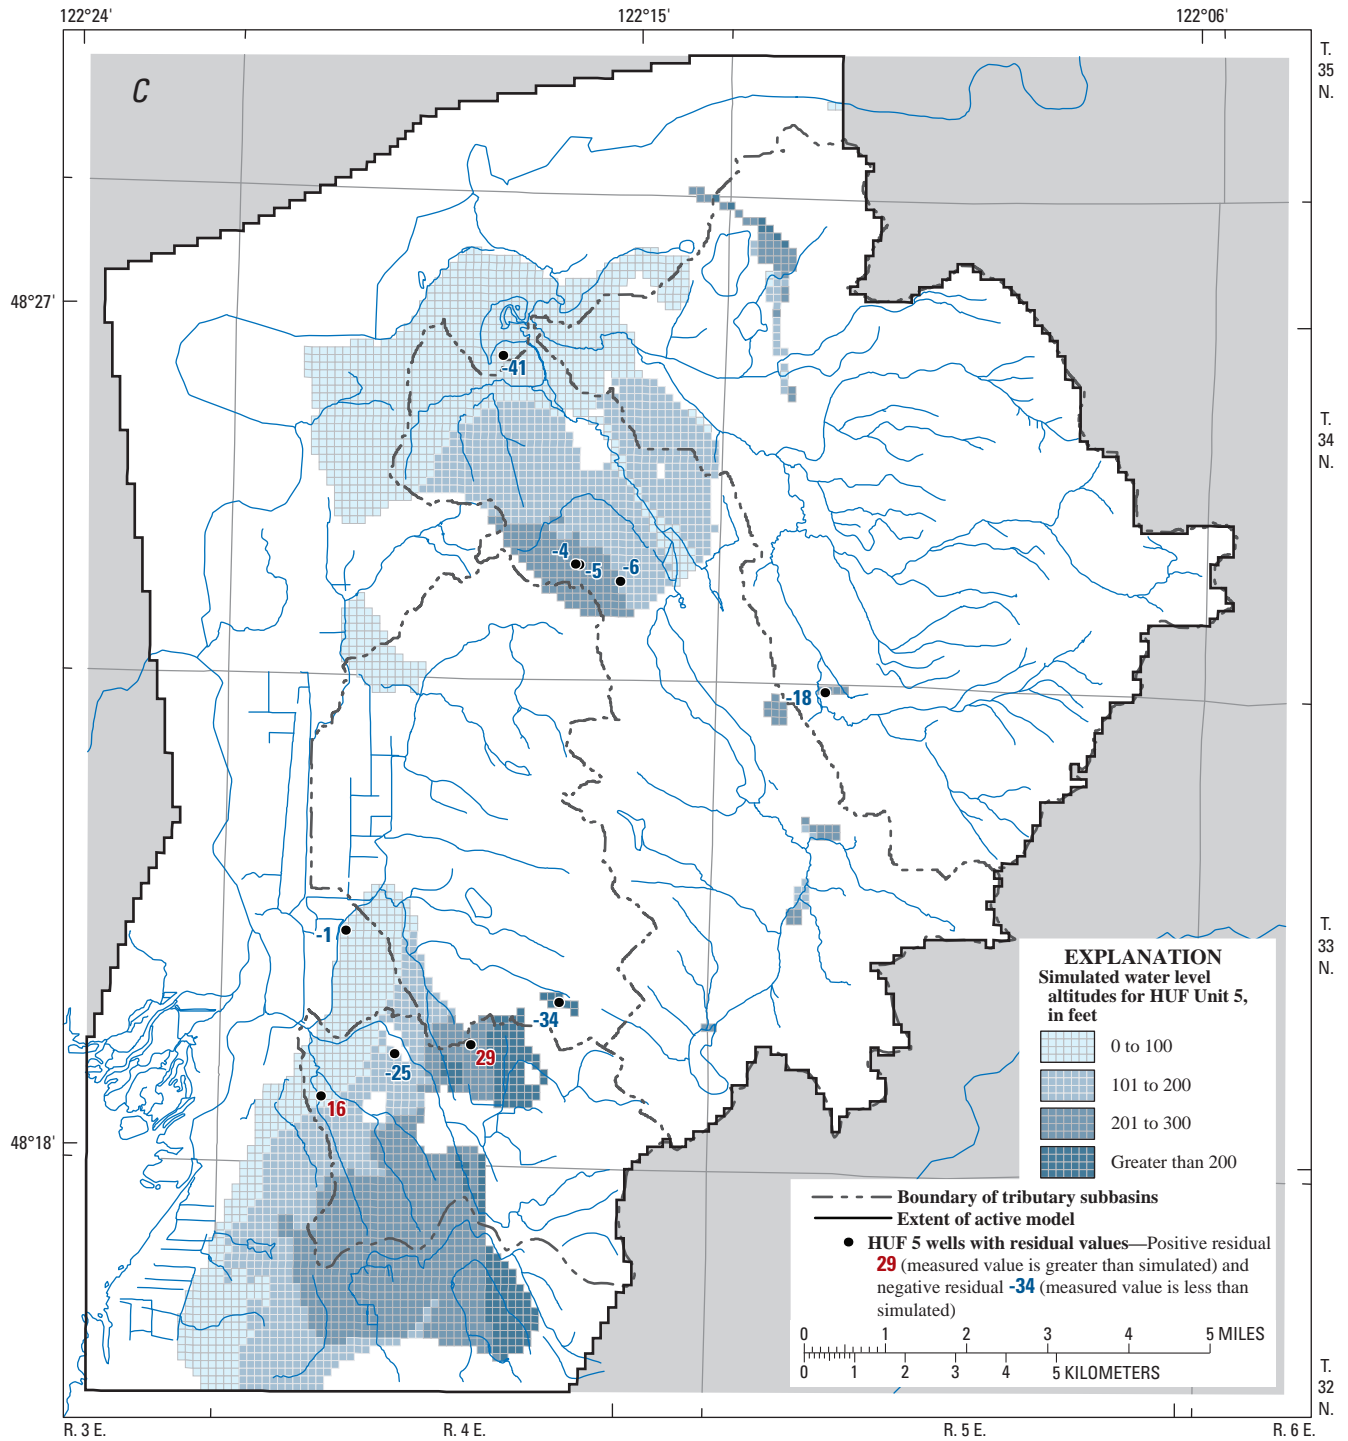 122°24' 122°15' 122°06'
C
T.
35
N.
48°27'
-41
T.
34
N.
-4
-5
-6
-18
-1
T.
33
N.
-34
29
-25
16
48°18'
EXPLANATION
Simulated water level
altitudes for HUF Unit 5,
in feet
0 to 100
101 to 200
201 to 300
Greater than 200
Boundary of tributary subbasins
Extent of active model
HUF 5 wells with residual values—Positive residual
29 (measured value is greater than simulated) and
negative residual -34 (measured value is less than
simulated)
0 1 2 3 4 5 MILES
0 1 2 3 4 5 KILOMETERS
T.
32
N.
R. 3 E. R. 4 E. R. 5 E. R. 6 E.